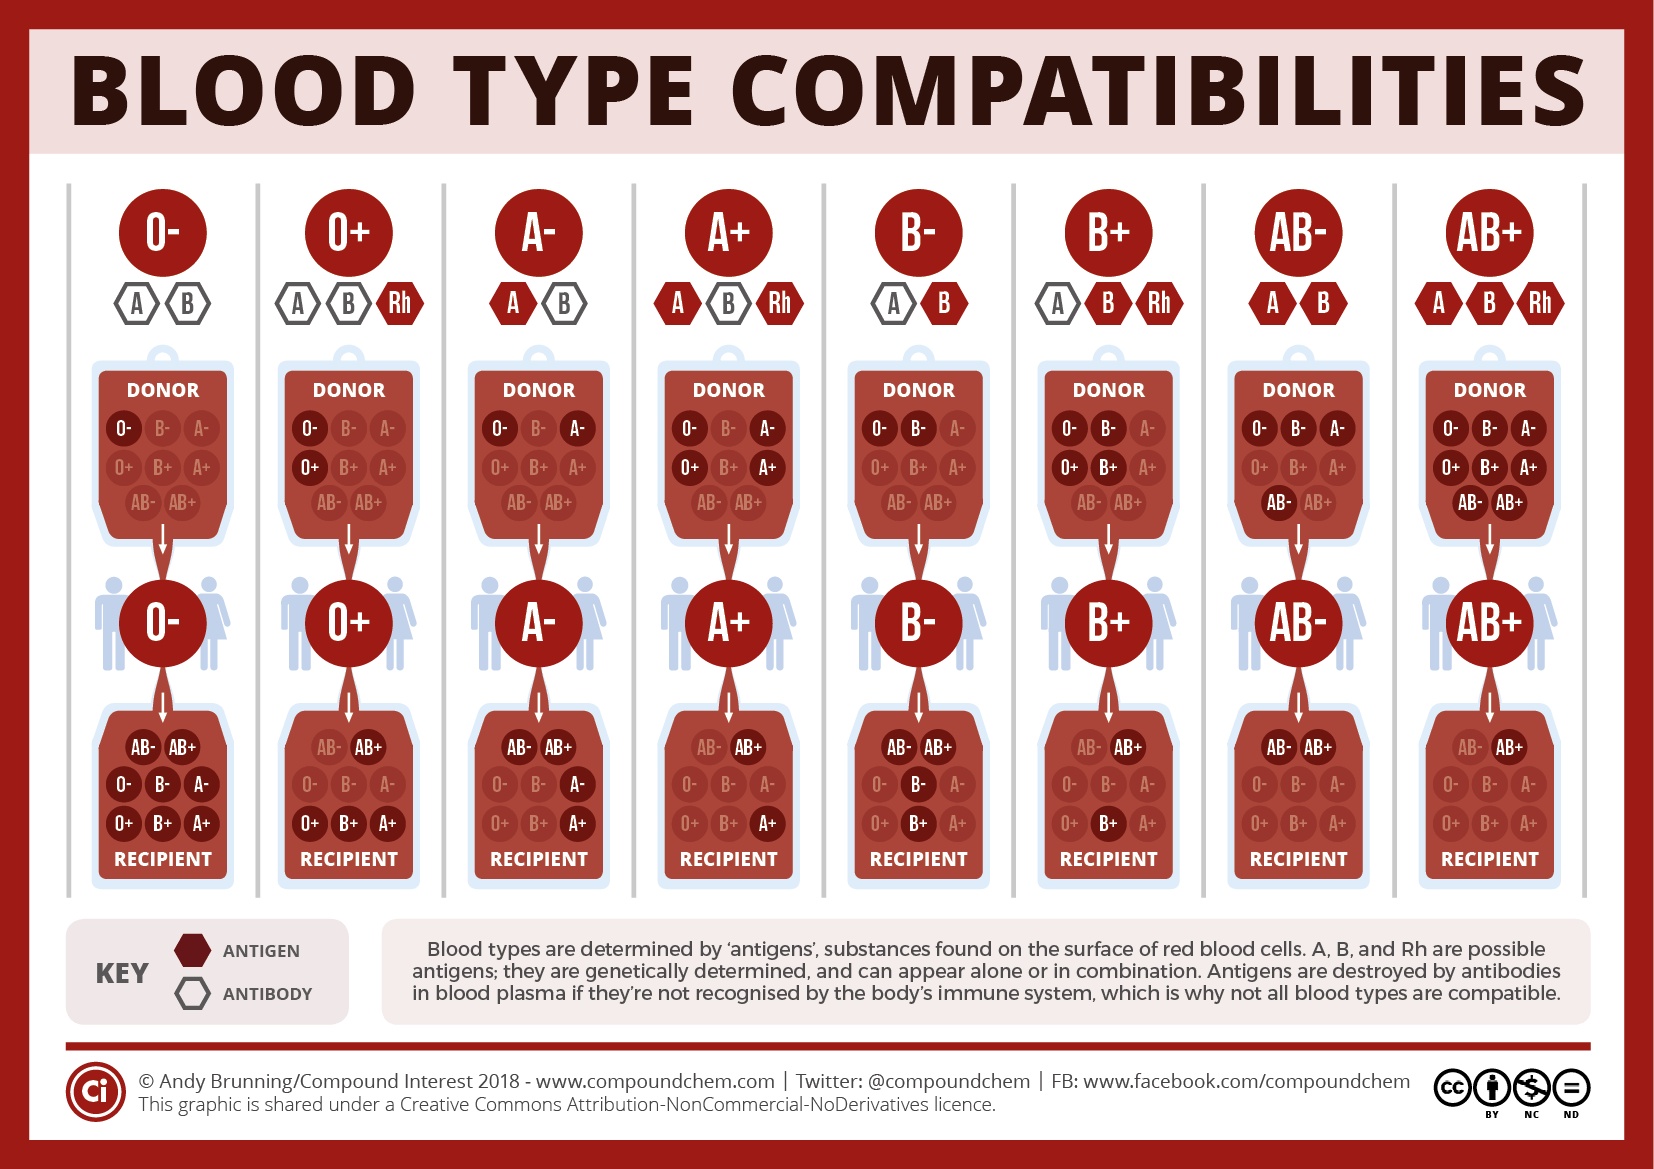 BLOOD TYPE COMPATIBILITIES
O-
A B
DONOR
O- B- A-
O+ B+ A+
AB- AB+
O-
AB- AB+
O- B- A-
O+ B+ A+
RECIPIENT
O+
A B Rh
DONOR
O- B- A-
O+ B+ A+
AB- AB+
O+
AB- AB+
O- B- A-
O+ B+ A+
RECIPIENT
A-
A B
DONOR
O- B- A-
O+ B+ A+
AB- AB+
A-
AB- AB+
O- B- A-
O+ B+ A+
RECIPIENT
A+
A B Rh
DONOR
O- B- A-
O+ B+ A+
AB- AB+
A+
AB- AB+
O- B- A-
O+ B+ A+
RECIPIENT
B-
A B
DONOR
O- B- A-
O+ B+ A+
AB- AB+
B-
AB- AB+
O- B- A-
O+ B+ A+
RECIPIENT
B+
A B Rh
DONOR
O- B- A-
O+ B+ A+
AB- AB+
B+
AB- AB+
O- B- A-
O+ B+ A+
RECIPIENT
AB-
A B
DONOR
O- B- A-
O+ B+ A+
AB- AB+
AB-
AB- AB+
O- B- A-
O+ B+ A+
RECIPIENT
AB+
A B Rh
DONOR
O- B- A-
O+ B+ A+
AB- AB+
AB+
AB- AB+
O- B- A-
O+ B+ A+
RECIPIENT
KEY
ANTIGEN
ANTIBODY
Blood types are determined by ‘antigens’, substances found on the surface of red blood cells. A, B, and Rh are possible
antigens; they are genetically determined, and can appear alone or in combination. Antigens are destroyed by antibodies
in blood plasma if they’re not recognised by the body’s immune system, which is why not all blood types are compatible.
Ci
© Andy Brunning/Compound Interest 2018 - www.compoundchem.com | Twitter: @compoundchem | FB: www.facebook.com/compoundchem
This graphic is shared under a Creative Commons Attribution-NonCommercial-NoDerivatives licence.
cc $ =
BY NC ND